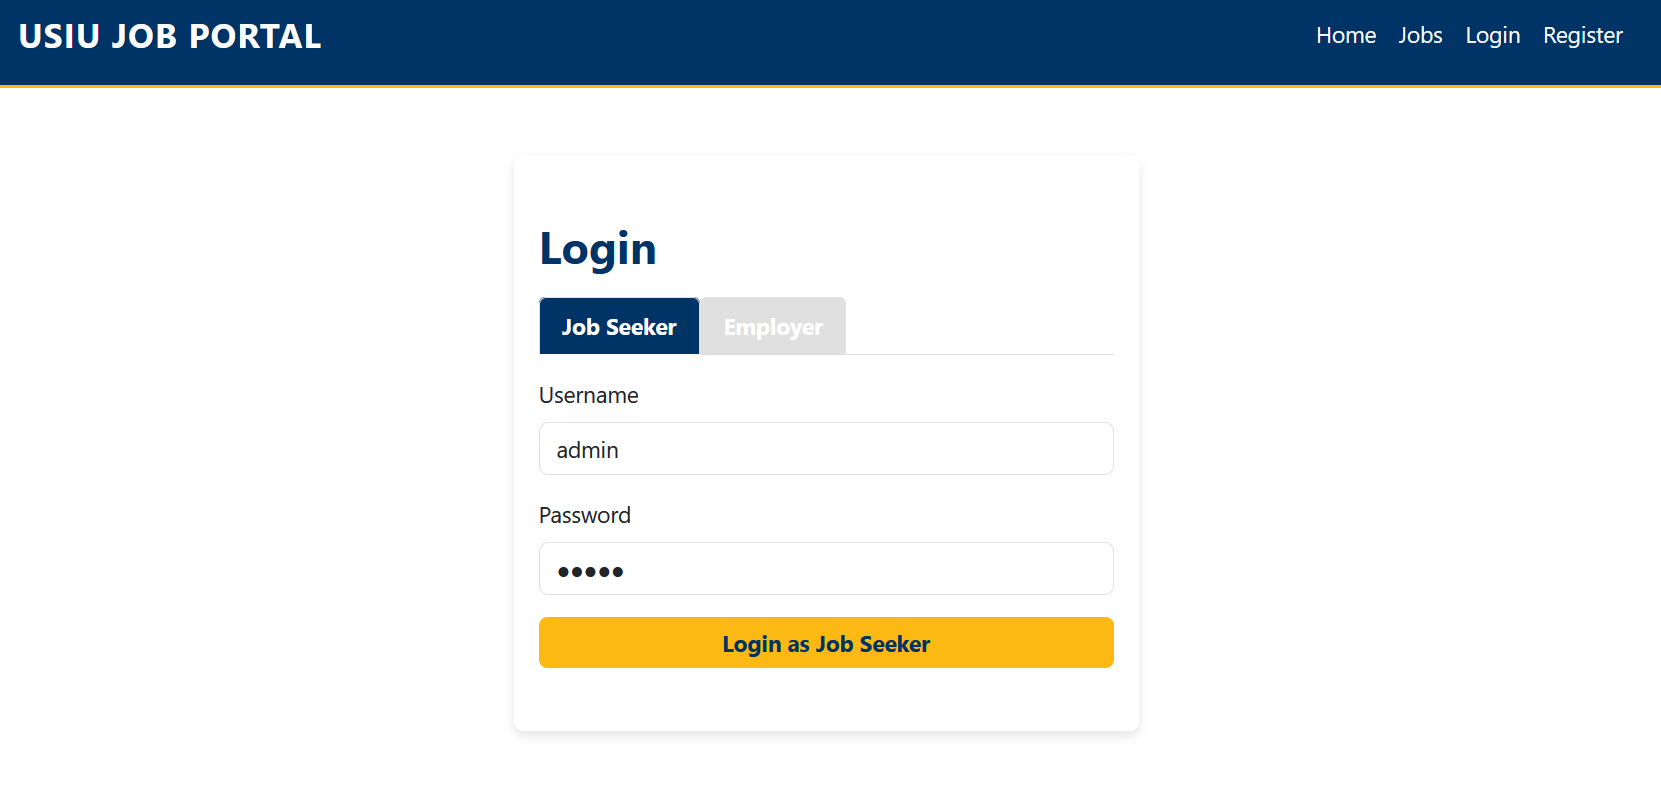 USIU JOB PORTAL
Home Jobs Login Register
Login
Job Seeker Employer
Username
admin
Password
•••••
Login as Job Seeker